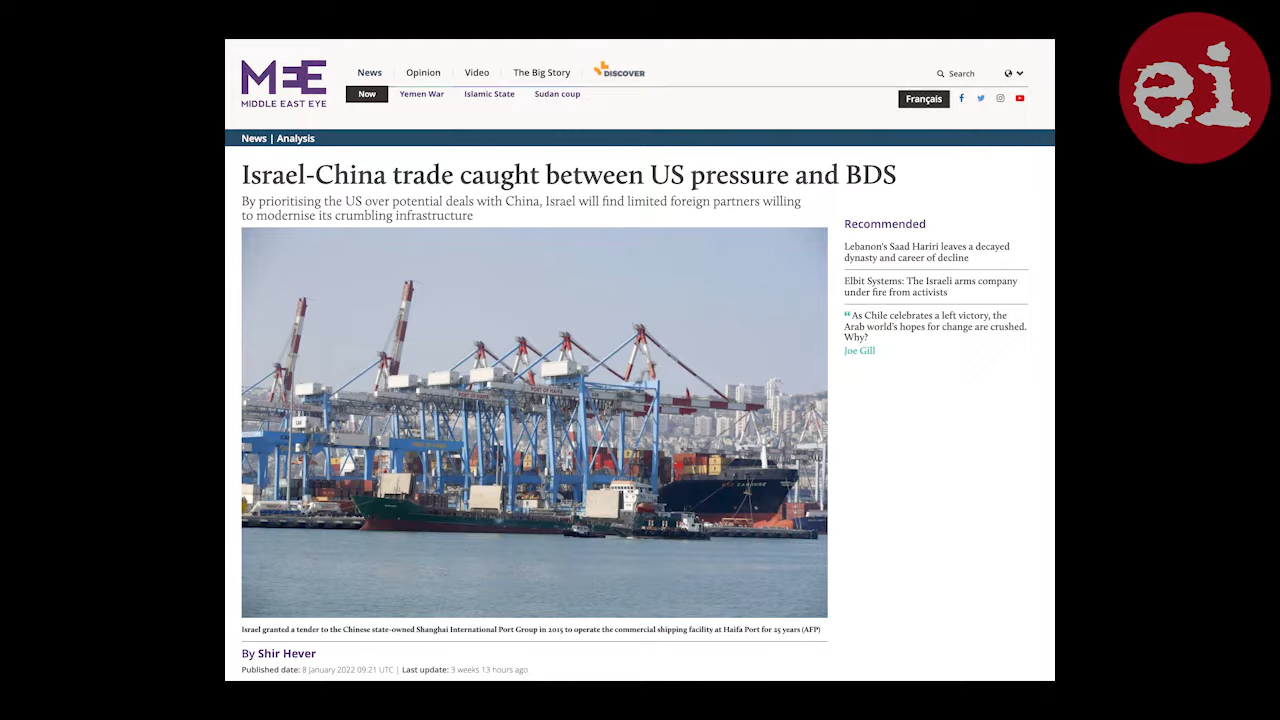 MEE
MIDDLE EAST EYE
News
Opinion
Video
The Big Story
DISCOVER
Search
Now
Yemen War
Islamic State
Sudan coup
Français
ei
News | Analysis
Israel-China trade caught between US pressure and BDS
By prioritising the US over potential deals with China, Israel will find limited foreign partners willing
to modernise its crumbling infrastructure
Recommended
Lebanon's Saad Hariri leaves a decayed
dynasty and career of decline
Elbit Systems: The Israeli arms company
under fire from activists
“ As Chile celebrates a left victory, the
Arab world's hopes for change are crushed.
Why?
Joe Gill
PORT OF HAIFA
Israel granted a tender to the Chinese state-owned Shanghai International Port Group in 2015 to operate the commercial shipping facility at Haifa Port for 25 years (AFP)
By Shir Hever
Published date: 8 January 2022 09:21 UTC | Last update: 3 weeks 13 hours ago